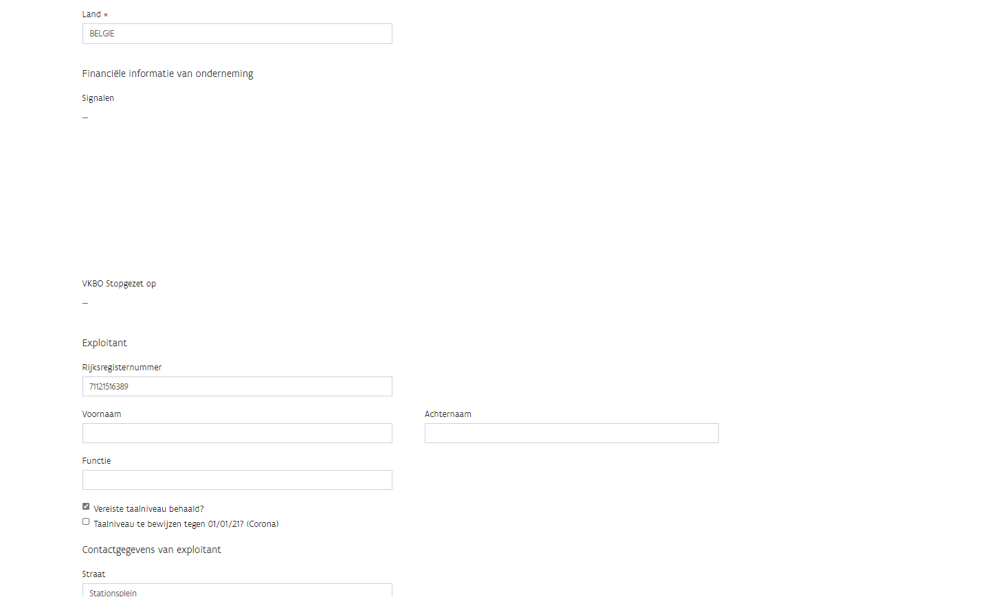 Land *
BELGIE
Financiële informatie van onderneming
Signalen
—
VKBO Stopgezet op
—
Exploitant
Rijksregisternummer
71121516389
Voornaam Achternaam
Functie
Vereiste taalniveau behaald?
Taalniveau te bewijzen tegen 01/01/21? (Corona)
Contactgegevens van exploitant
Straat
Stationsplein